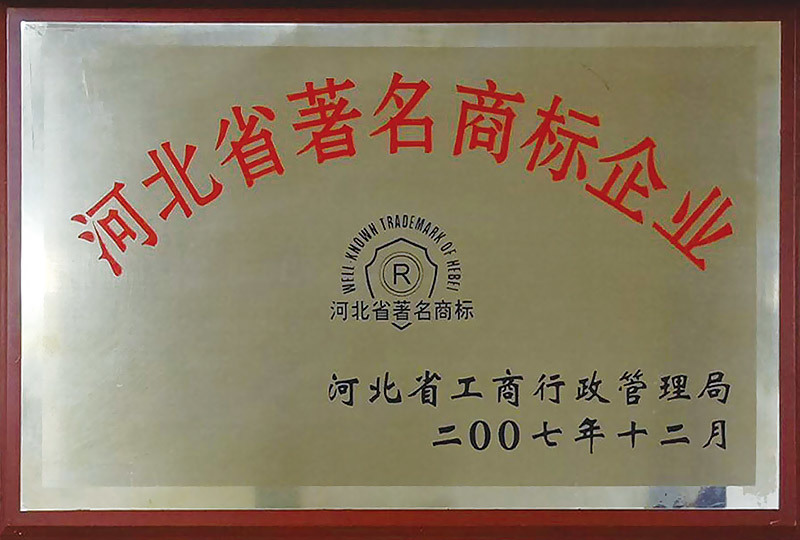 河北省著名商标企业
WELL-KNOWN TRADEMARK OF HEBEI
R
河北省著名商标
河北省工商行政管理局
二00七年十二月